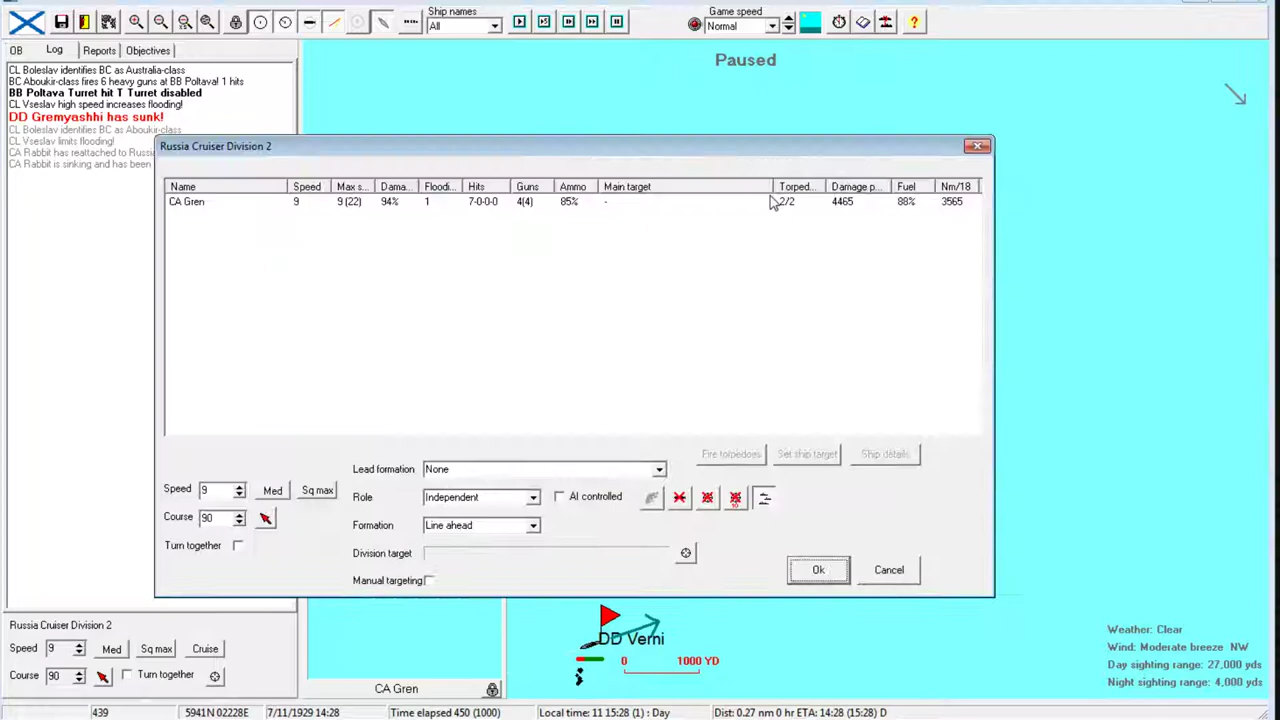 Ship names
All
Game speed
Normal
OB Log Reports Objectives
CL Boleslav identifies BC as Australia-class
BC Aboukir-class fires 6 heavy guns at BB Poltava! 1 hits
BB Poltava Turret hit T Turret disabled
CL Vseslav high speed increases flooding!
DD Gremyashhi has sunk!
CL Boleslav identifies BC as Aboukir-class
CL Vseslav limits flooding!
CA Rabbit has reattached to Russia
CA Rabbit is sinking and has been
Paused
Russia Cruiser Division 2
Name Speed Max s... Dama... Floodi... Hits Guns Ammo Main target Torped... Damage p... Fuel Nm/18
CA Gren 9 9 (22) 94% 1 7-0-0-0 4(4) 85% - 2/2 4465 88% 3565
Fire torpedoes Set ship target Ship details
Lead formation None
Speed 9 Med Sq max
Role Independent AI controlled
10
Course 90
Formation Line ahead
Turn together
Division target
Manual targeting
Ok Cancel
DD Verni
0 1000 YD
CA Gren
Weather: Clear
Wind: Moderate breeze NW
Day sighting range: 27,000 yds
Night sighting range: 4,000 yds
Russia Cruiser Division 2
Speed 9 Med Sq max Cruise
Course 90 Turn together
439 5941N 02228E 7/11/1929 14:28 Time elapsed 450 (1000) Local time: 11 15:28 (1) : Day Dist: 0.27 nm 0 hr ETA: 14:28 (15:28) D